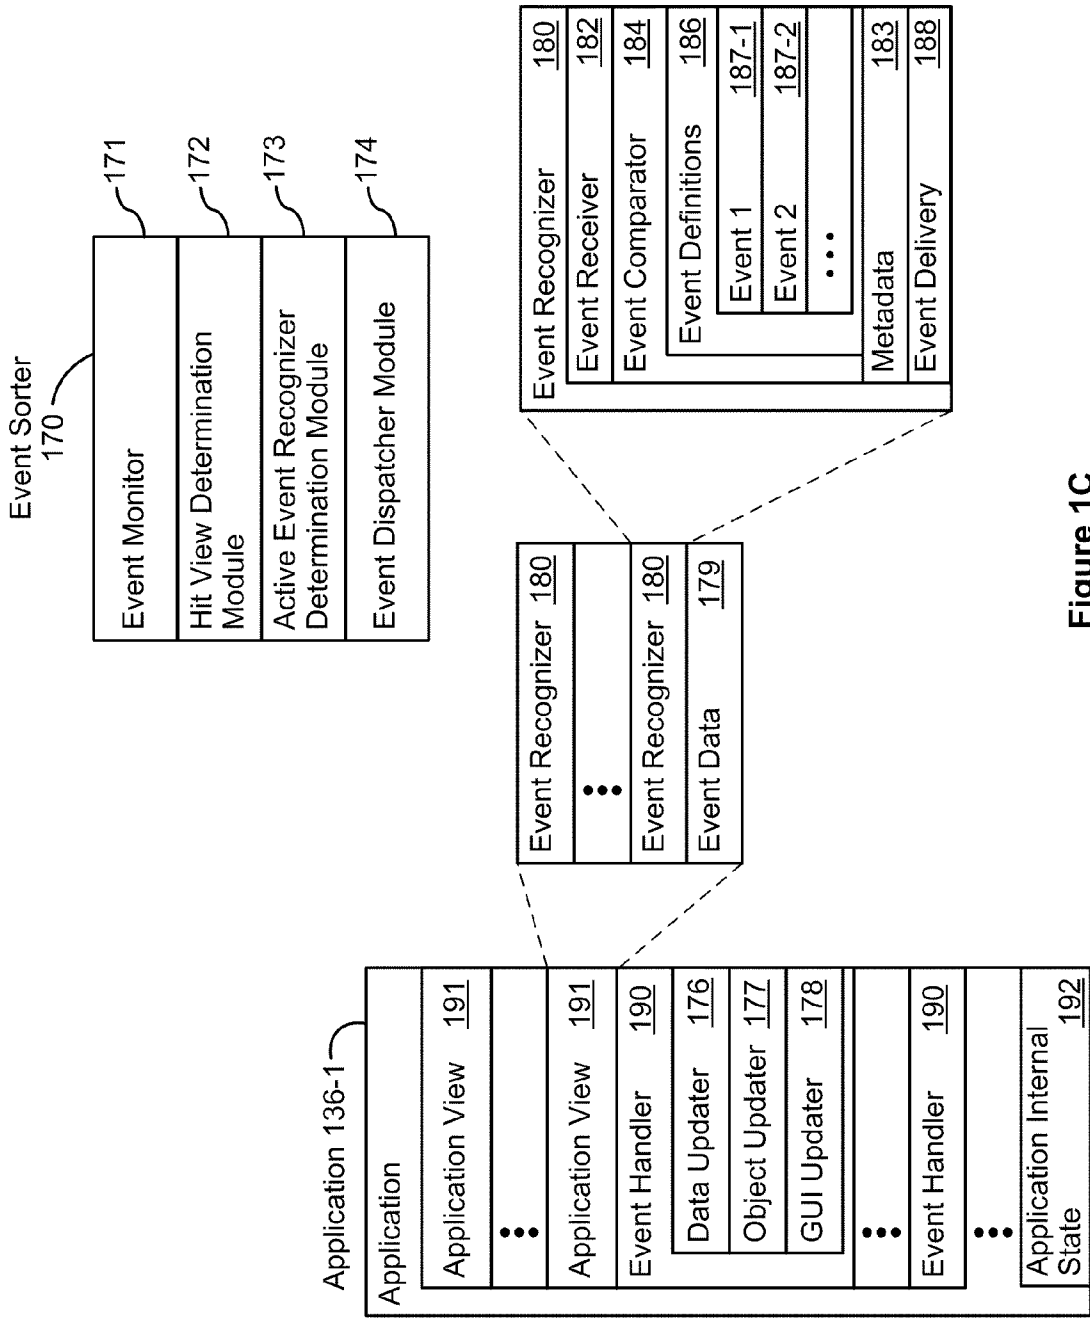 Event Sorter
170
Event Monitor
171
Hit View Determination
Module
172
Active Event Recognizer
Determination Module
173
Event Dispatcher Module
174
Application 136-1
Application
Application View 191
Application View 191
Event Handler 190
Data Updater 176
Object Updater 177
GUI Updater 178
Event Handler 190
Application Internal
State 192
Event Recognizer 180
Event Recognizer 180
Event Data 179
Event Recognizer 180
Event Receiver 182
Event Comparator 184
Event Definitions 186
Event 1 187-1
Event 2 187-2
Metadata 183
Event Delivery 188
Figure 1C